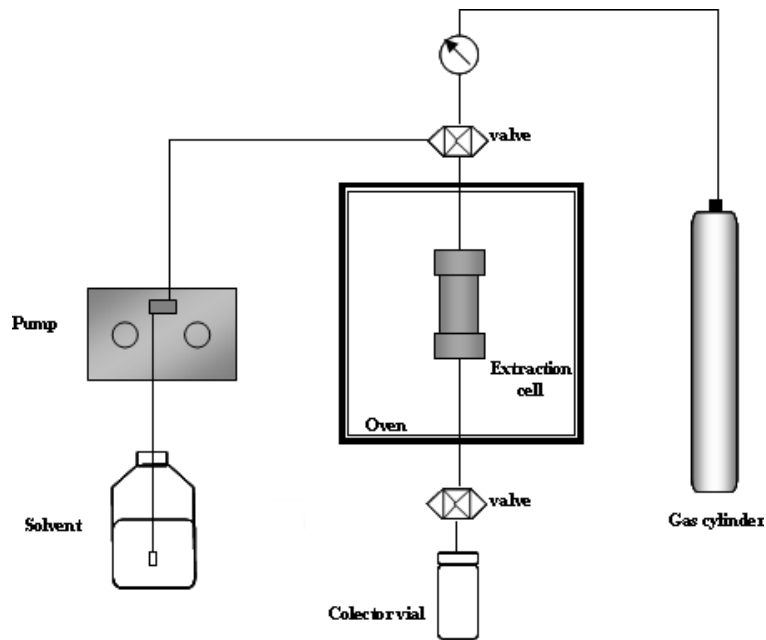 valve
Pump
Extraction
cell
Oven
valve
Solvent
Gas cylinder
Colector vial